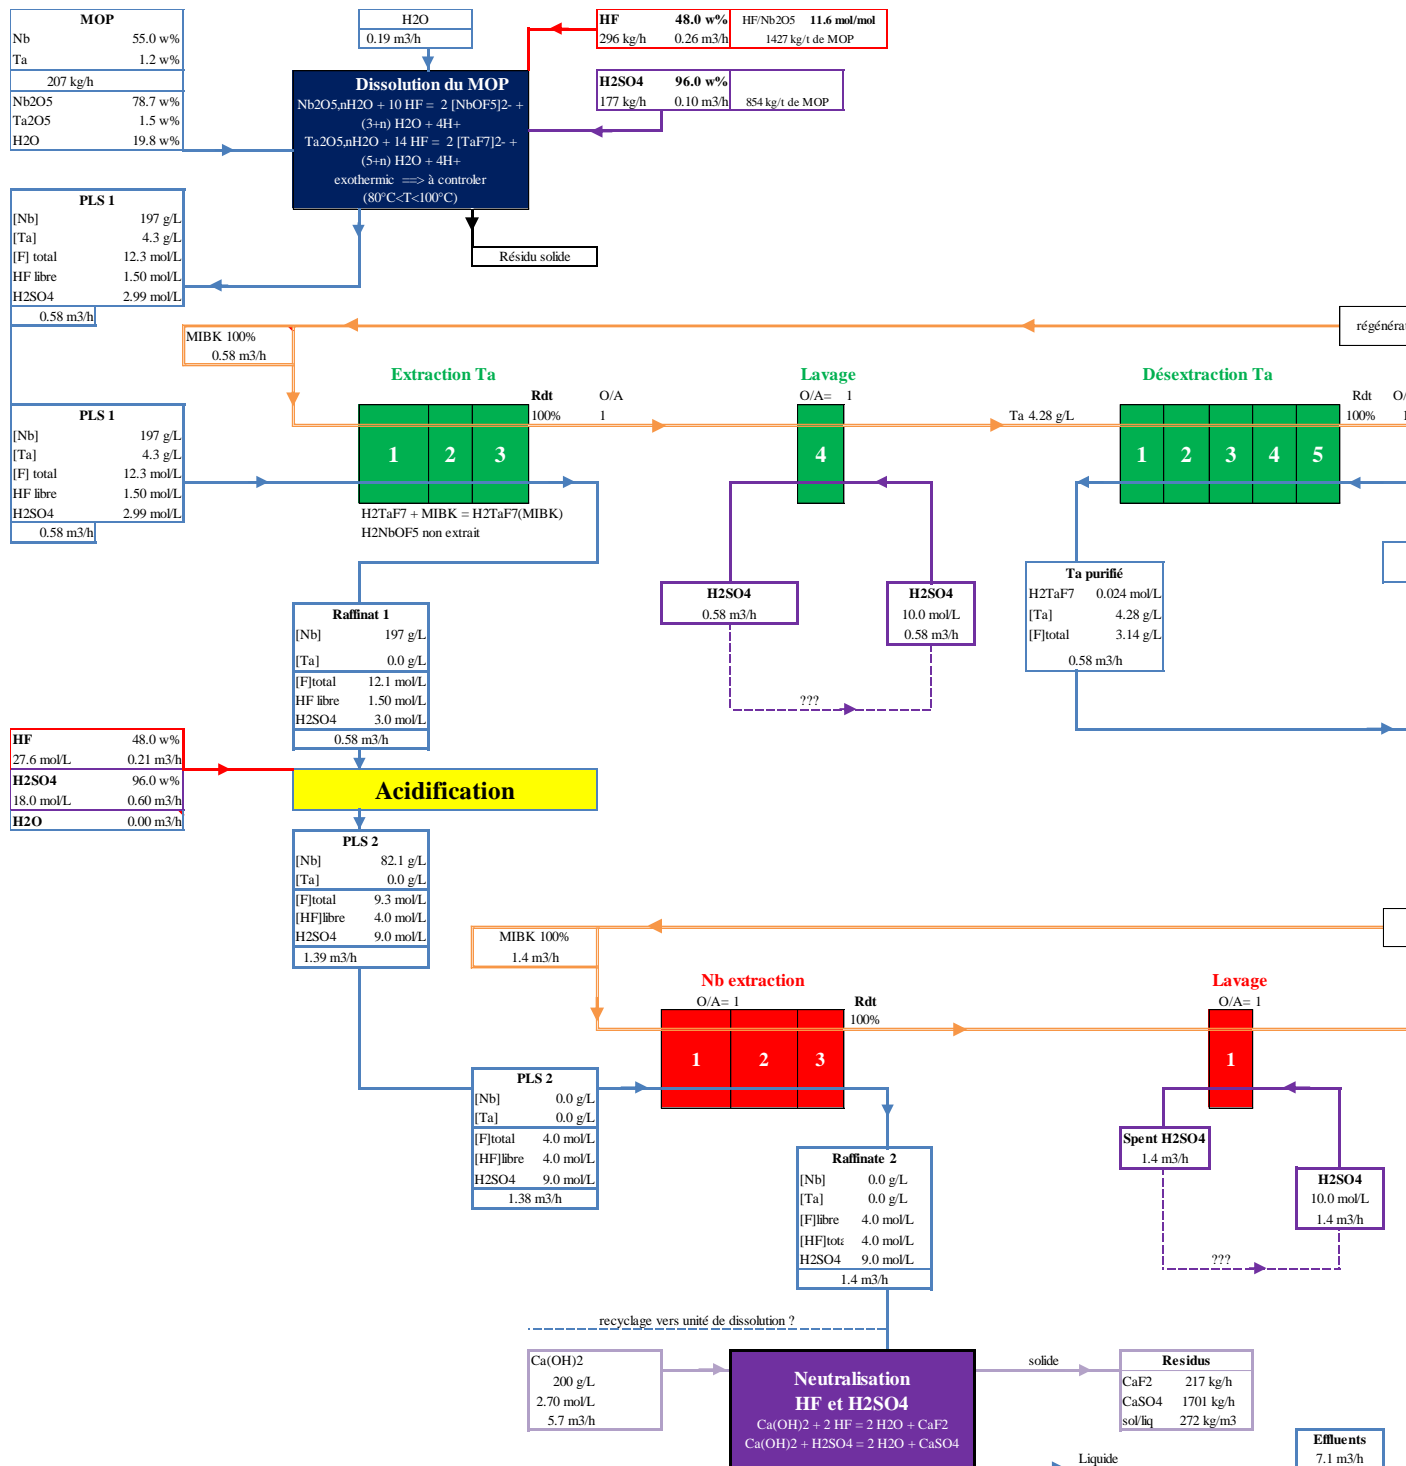 MOP
Nb 55.0 w%
Ta 1.2 w%
207 kg/h
Nb2O5 78.7 w%
Ta2O5 1.5 w%
H2O 19.8 w%
H2O
0.19 m3/h
HF 48.0 w% HF/Nb2O5 11.6 mol/mol
296 kg/h 0.26 m3/h 1427 kg/t de MOP
H2SO4 96.0 w%
177 kg/h 0.10 m3/h 854 kg/t de MOP
Dissolution du MOP
Nb2O5,nH2O + 10 HF = 2 [NbOF5]2- +
(3+n) H2O + 4H+
Ta2O5,nH2O + 14 HF = 2 [TaF7]2- +
(5+n) H2O + 4H+
exothermic ==> à controler
(80°C<T<100°C)
Résidu solide
PLS 1
[Nb] 197 g/L
[Ta] 4.3 g/L
[F] total 12.3 mol/L
HF libre 1.50 mol/L
H2SO4 2.99 mol/L
0.58 m3/h
MIBK 100%
0.58 m3/h
régénéra
Extraction Ta
Rdt O/A
100% 1
1 2 3
Lavage
O/A= 1
4
Désextraction Ta
Ta 4.28 g/L
Rdt O/
100%
1 2 3 4 5
PLS 1
[Nb] 197 g/L
[Ta] 4.3 g/L
[F] total 12.3 mol/L
HF libre 1.50 mol/L
H2SO4 2.99 mol/L
0.58 m3/h
H2TaF7 + MIBK = H2TaF7(MIBK)
H2NbOF5 non extrait
H2SO4
0.58 m3/h
H2SO4
10.0 mol/L
0.58 m3/h
???
Ta purifié
H2TaF7 0.024 mol/L
[Ta] 4.28 g/L
[F]total 3.14 g/L
0.58 m3/h
Raffinat 1
[Nb] 197 g/L
[Ta] 0.0 g/L
[F]total 12.1 mol/L
HF libre 1.50 mol/L
H2SO4 3.0 mol/L
0.58 m3/h
HF 48.0 w%
27.6 mol/L 0.21 m3/h
H2SO4 96.0 w%
18.0 mol/L 0.60 m3/h
H2O 0.00 m3/h
Acidification
PLS 2
[Nb] 82.1 g/L
[Ta] 0.0 g/L
[F]total 9.3 mol/L
[HF]libre 4.0 mol/L
H2SO4 9.0 mol/L
1.39 m3/h
MIBK 100%
1.4 m3/h
Nb extraction
O/A= 1 Rdt
100%
1 2 3
Lavage
O/A= 1
1
PLS 2
[Nb] 0.0 g/L
[Ta] 0.0 g/L
[F]total 4.0 mol/L
[HF]libre 4.0 mol/L
H2SO4 9.0 mol/L
1.38 m3/h
Raffinate 2
[Nb] 0.0 g/L
[Ta] 0.0 g/L
[F]libre 4.0 mol/L
[HF]tota 4.0 mol/L
H2SO4 9.0 mol/L
1.4 m3/h
Spent H2SO4
1.4 m3/h
H2SO4
10.0 mol/L
1.4 m3/h
???
recyclage vers unité de dissolution ?
Ca(OH)2
200 g/L
2.70 mol/L
5.7 m3/h
Neutralisation
HF et H2SO4
Ca(OH)2 + 2 HF = 2 H2O + CaF2
Ca(OH)2 + H2SO4 = 2 H2O + CaSO4
solide
Residus
CaF2 217 kg/h
CaSO4 1701 kg/h
sol/liq 272 kg/m3
Liquide
Effluents
7.1 m3/h